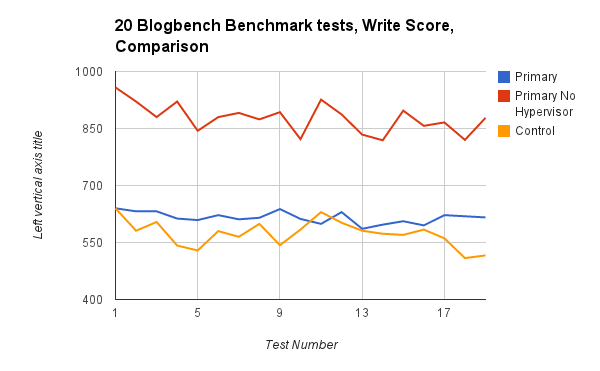 20 Blogbench Benchmark tests, Write Score,
Comparison
1000
850
700
550
400
Left vertical axis title
1
5
9
13
17
Test Number
Primary
Primary No
Hypervisor
Control